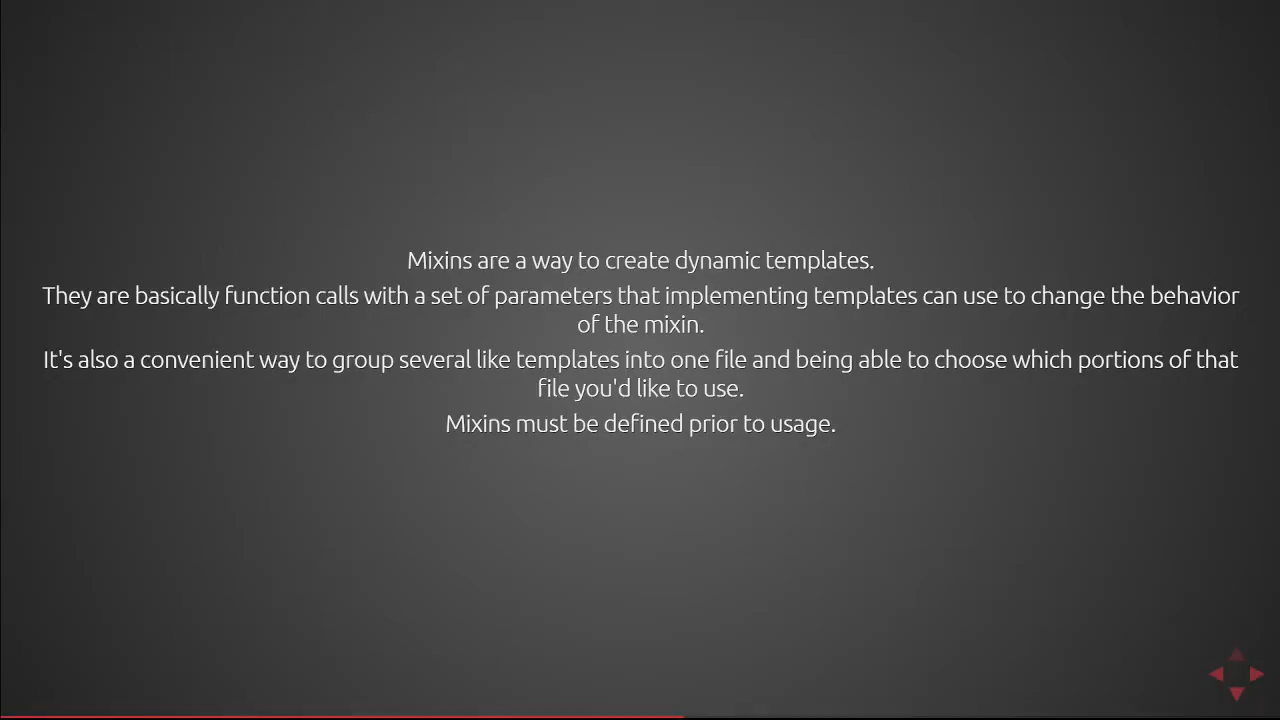 Mixins are a way to create dynamic templates.
They are basically function calls with a set of parameters that implementing templates can use to change the behavior
of the mixin.
It's also a convenient way to group several like templates into one file and being able to choose which portions of that
file you'd like to use.
Mixins must be defined prior to usage.